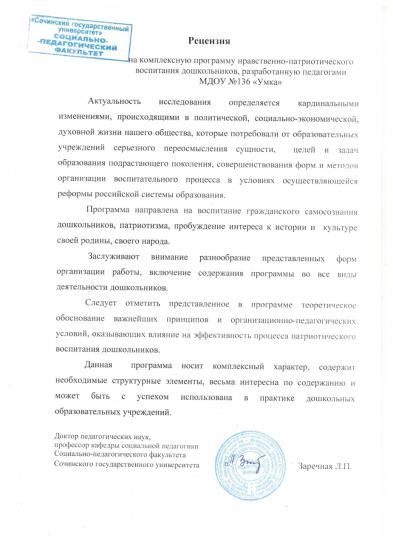 «Сочинский государственный
университет»
СОЦИАЛЬНО-
-ПЕДАГОГИЧЕСКИЙ
ФАКУЛЬТЕТ
Рецензия
на комплексную программу нравственно-патриотического
воспитания дошкольников, разработанную педагогами
МДОУ №136 «Умка»
Актуальность исследования определяется кардинальными
изменениями, происходящими в политической, социально-экономической,
духовной жизни нашего общества, которые потребовали от образовательных
учреждений серьезного переосмысления сущности, целей и задач
образования подрастающего поколения, совершенствования форм и методов
организации воспитательного процесса в условиях осуществляющейся
реформы российской системы образования.
Программа направлена на воспитание гражданского самосознания
дошкольников, патриотизма, пробуждение интереса к истории и культуре
своей родины, своего народа.
Заслуживают внимание разнообразие представленных форм
организации работы, включение содержания программы во все виды
деятельности дошкольников.
Следует отметить представленное в программе теоретическое
обоснование важнейших принципов и организационно-педагогических
условий, оказывающих влияние на эффективность процесса патриотического
воспитания дошкольников.
Данная программа носит комплексный характер, содержит
необходимые структурные элементы, весьма интересна по содержанию и
может быть с успехом использована в практике дошкольных
образовательных учреждений.
Доктор педагогических наук,
профессор кафедры социальной педагогики
Социально-педагогического факультета
Сочинского государственного университета
Заречная Л.П.